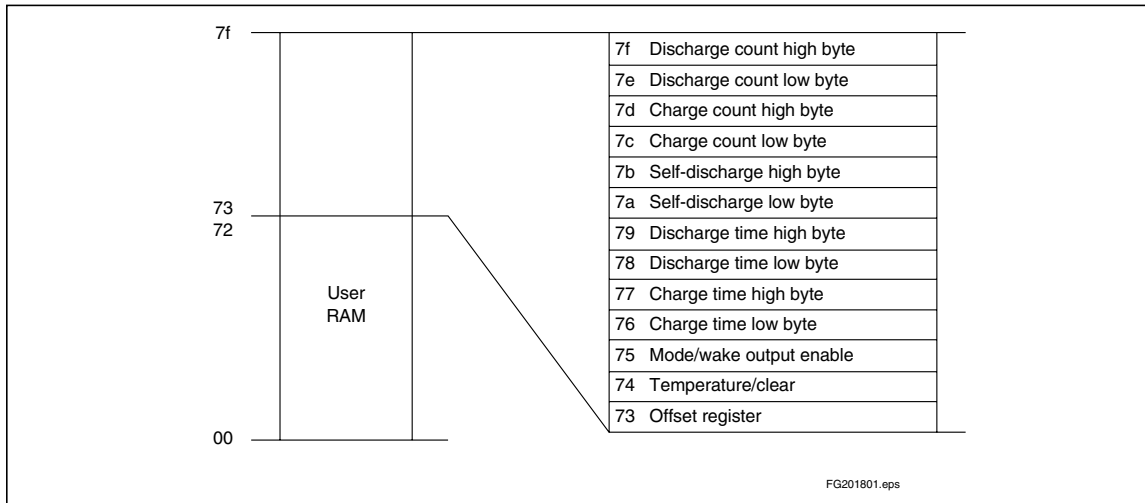 7f
73
72
User
RAM
00
7f Discharge count high byte
7e Discharge count low byte
7d Charge count high byte
7c Charge count low byte
7b Self-discharge high byte
7a Self-discharge low byte
79 Discharge time high byte
78 Discharge time low byte
77 Charge time high byte
76 Charge time low byte
75 Mode/wake output enable
74 Temperature/clear
73 Offset register
FG201801.eps